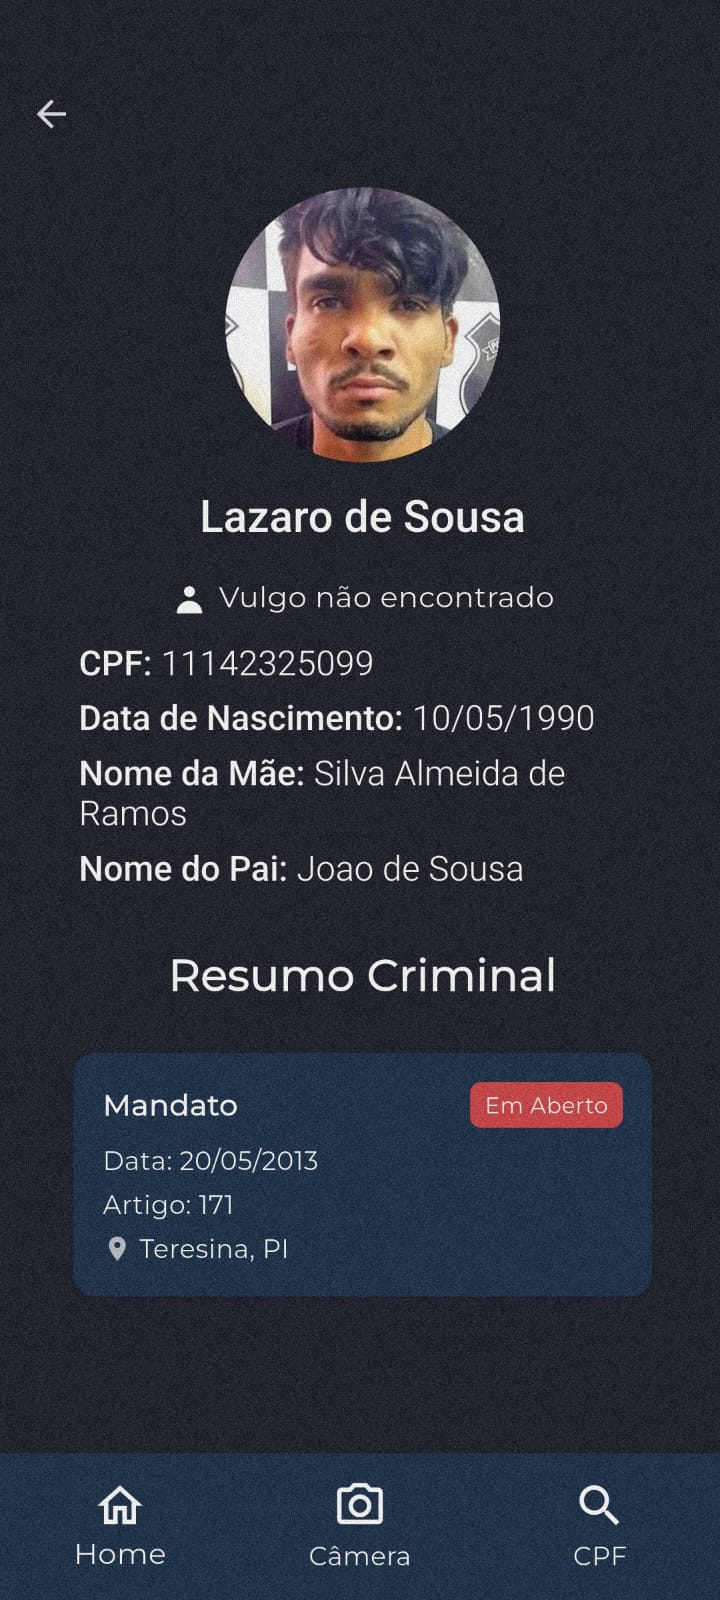 Lazaro de Sousa
Vulgo não encontrado
CPF: 11142325099
Data de Nascimento: 10/05/1990
Nome da Mãe: Silva Almeida de
Ramos
Nome do Pai: Joao de Sousa
Resumo Criminal
Mandato
Em Aberto
Data: 20/05/2013
Artigo: 171
Teresina, PI
Home
Câmera
CPF